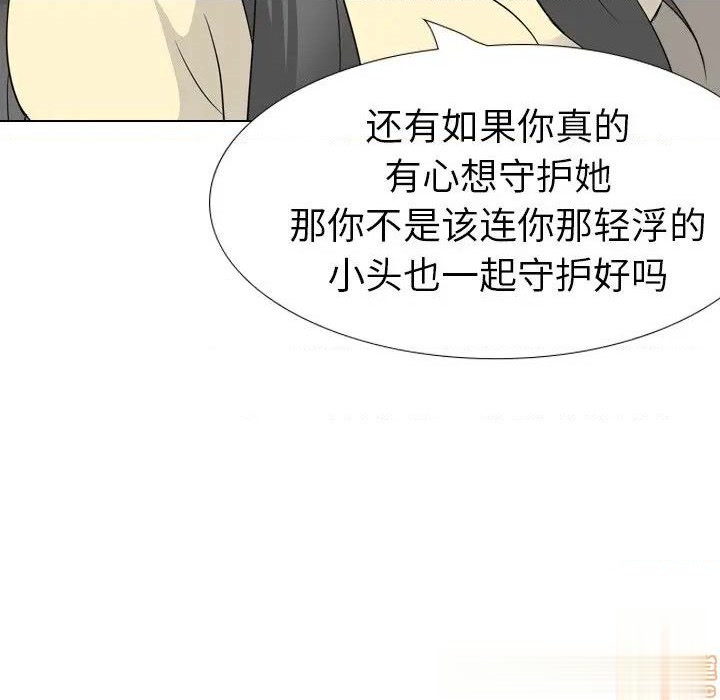 还有如果你真的
有心想守护她
那你不是该连你那轻浮的
小头也一起守护好吗